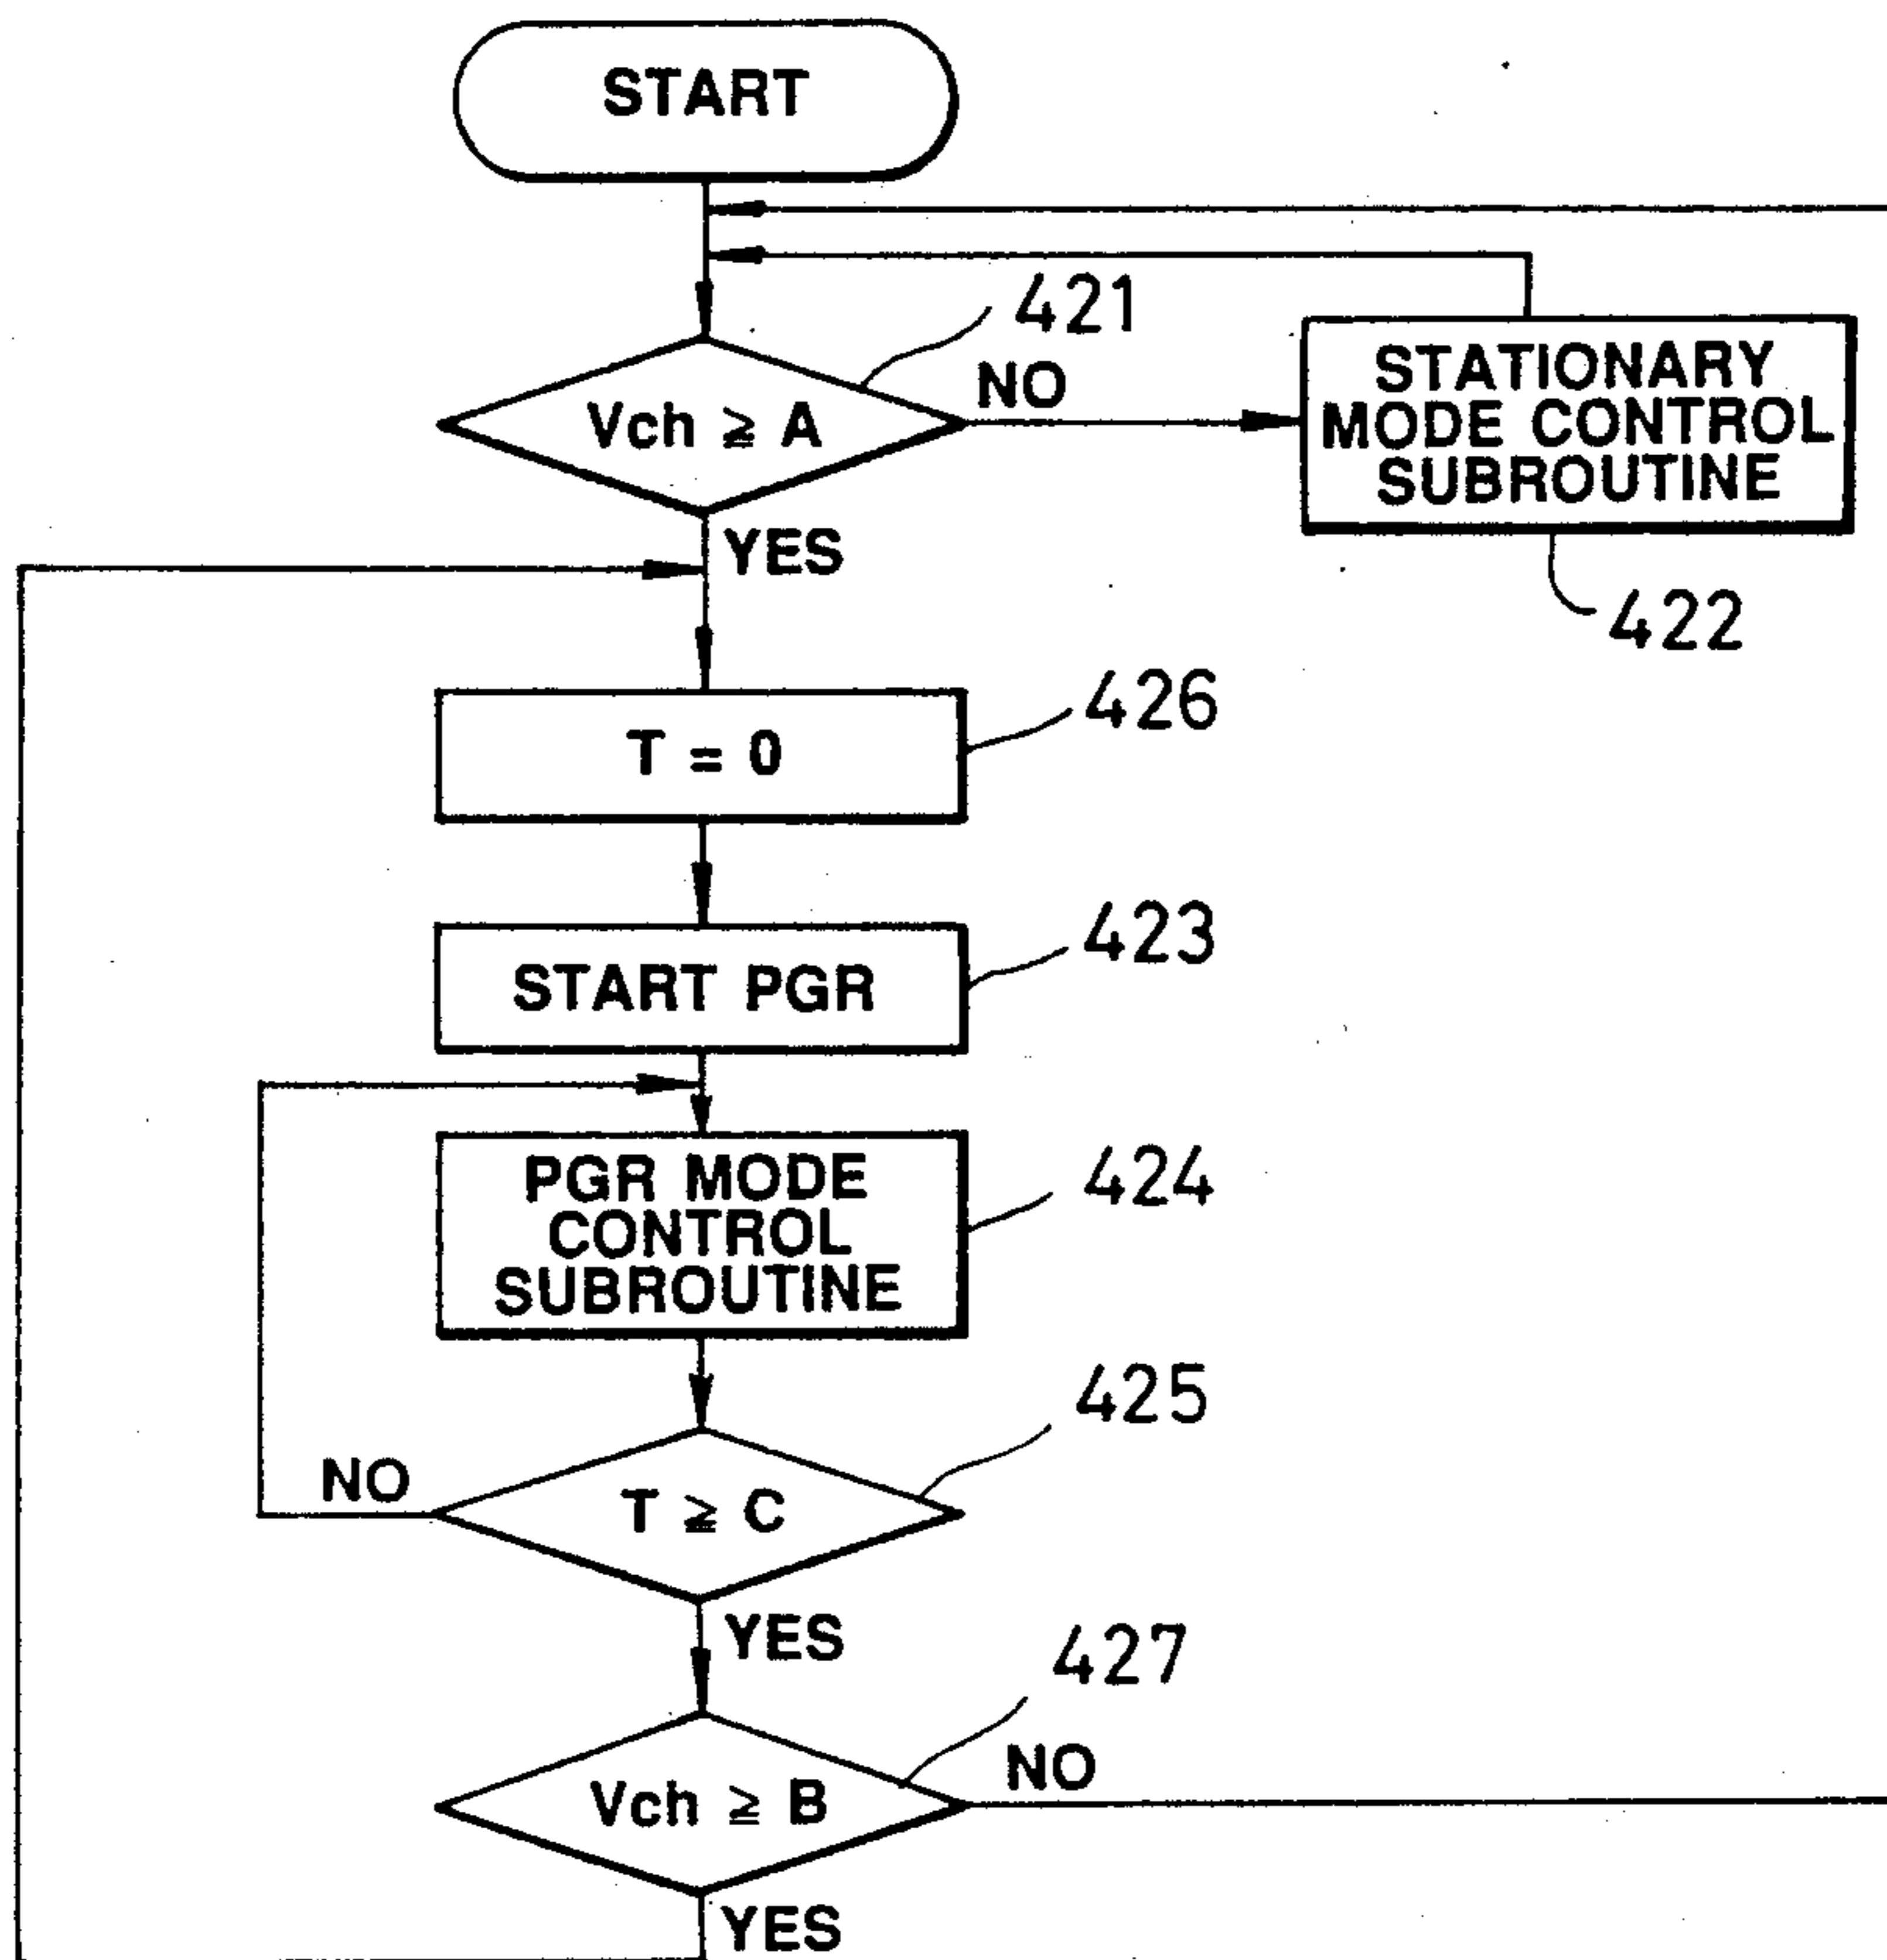 START
421
Vch ≧ A
NO
STATIONARY
MODE CONTROL
SUBROUTINE
YES
422
T = 0
426
START PGR
423
PGR MODE
CONTROL
SUBROUTINE
424
425
NO
T ≧ C
YES
427
Vch ≧ B
NO
YES